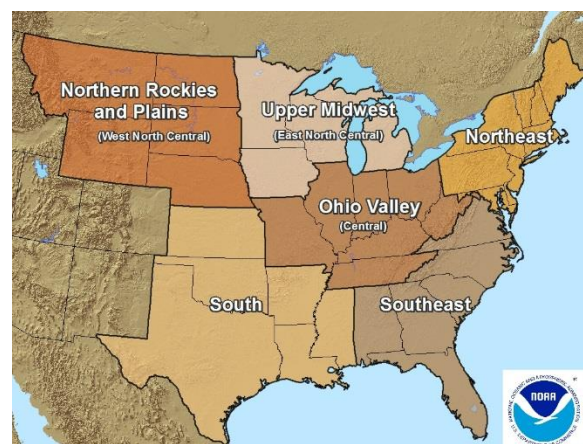 Northern Rockies
and Plains
(West North Central)
Upper Midwest
(East North Central)
Northeast
Ohio Valley
(Central)
South
Southeast
NOAA